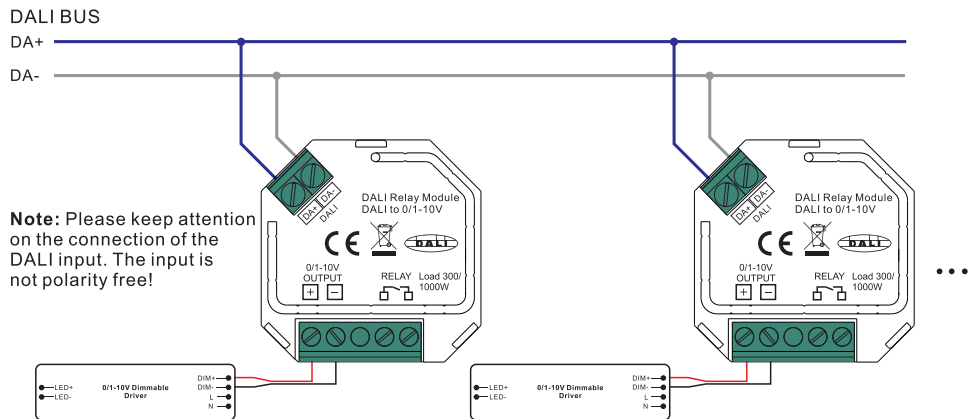 DALI BUS
DA+
DA-
Note: Please keep attention
on the connection of the
DALI input. The input is
not polarity free!
DA+
DA-
DALI
DALI Relay Module
DALI to 0/1-10V
CE
DALI
0/1-10V
OUTPUT
+
−
RELAY
Load 300/
1000W
DA+
DA-
DALI
DALI Relay Module
DALI to 0/1-10V
CE
DALI
0/1-10V
OUTPUT
+
−
RELAY
Load 300/
1000W
•••
LED+
LED-
0/1-10V Dimmable
Driver
DIM+
DIM-
L
N
LED+
LED-
0/1-10V Dimmable
Driver
DIM+
DIM-
L
N